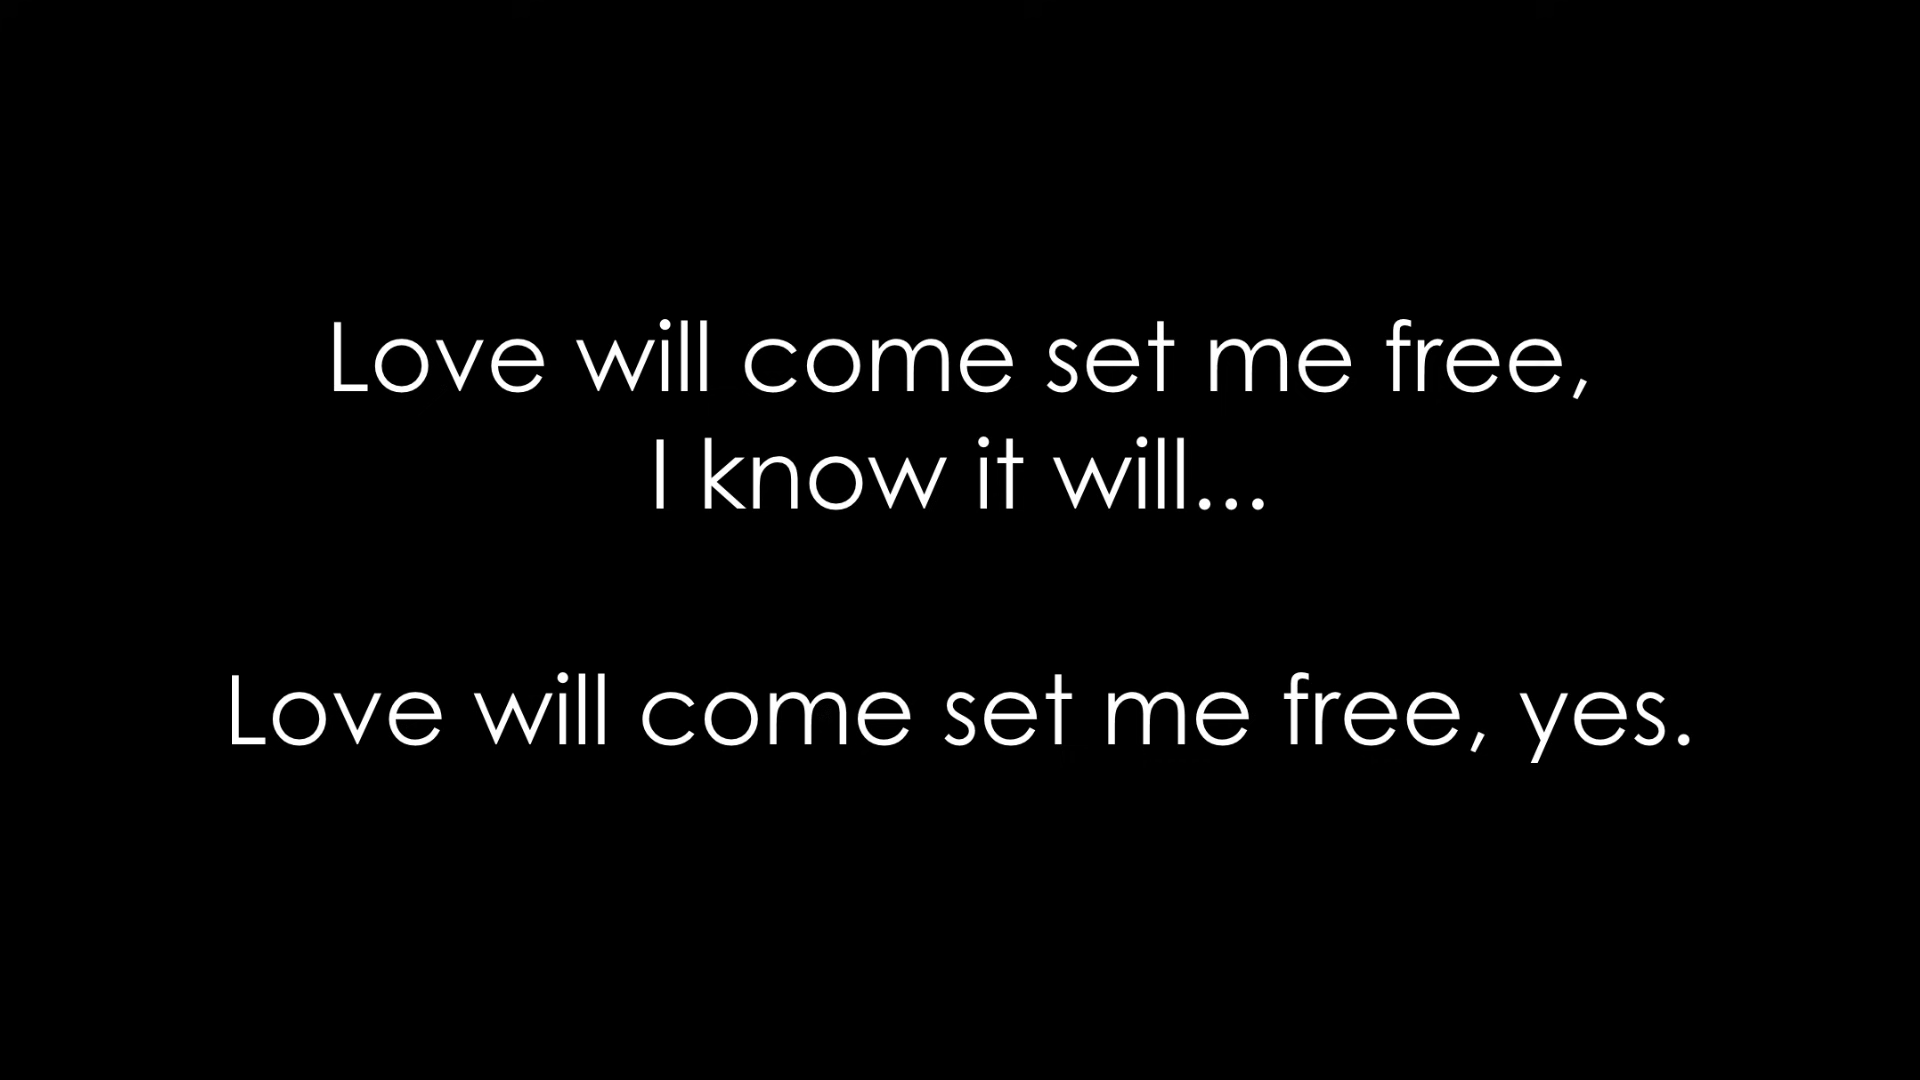 Love will come set me free,
I know it will...
Love will come set me free, yes.